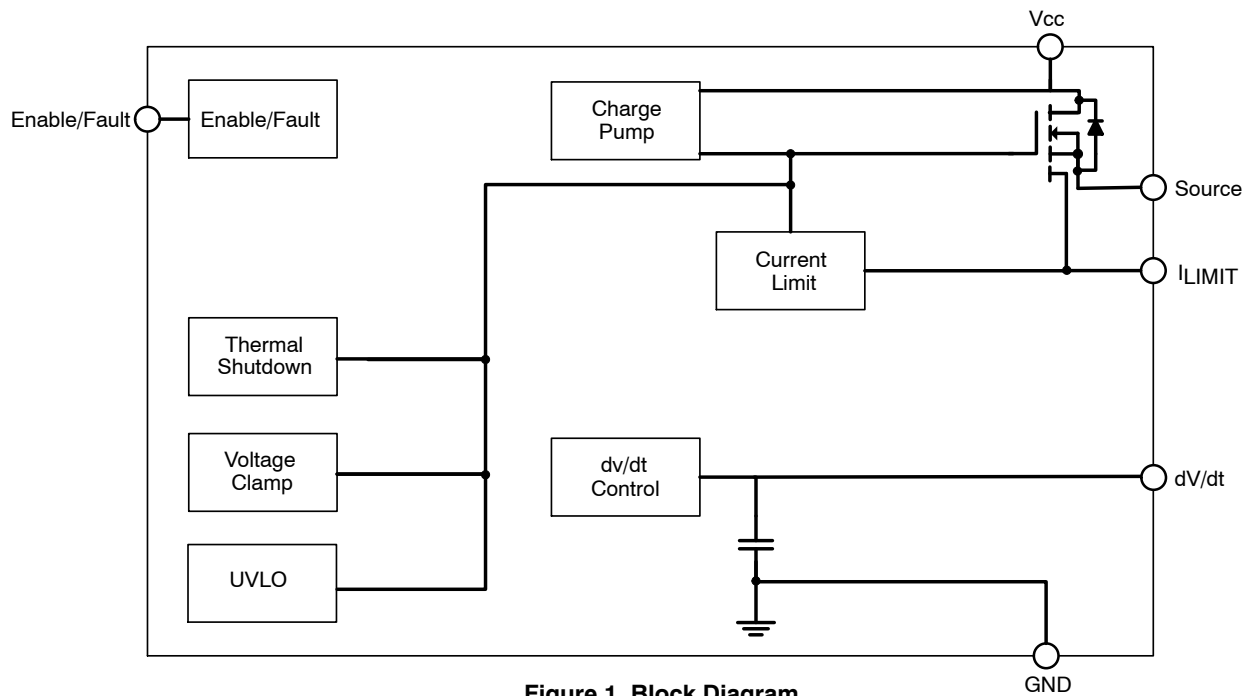 Vcc
Enable/Fault
Enable/Fault
Charge
Pump
Source
Current
Limit
ILIMIT
Thermal
Shutdown
Voltage
Clamp
dv/dt
Control
dV/dt
UVLO
GND
Figure 1. Block Diagram